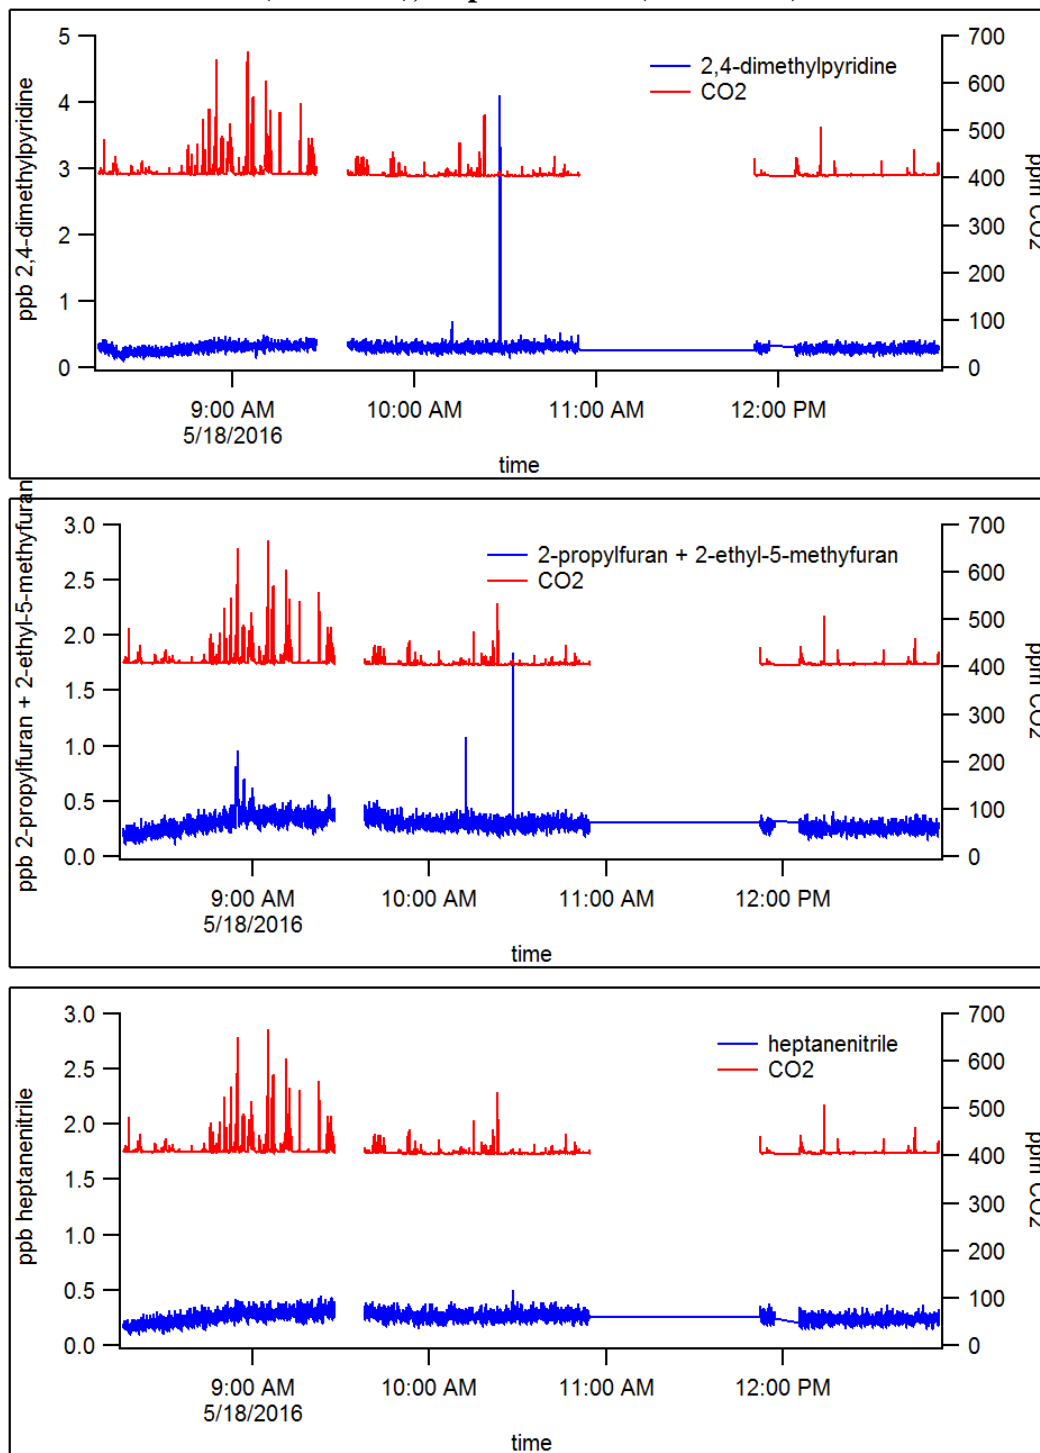 5
4
3
2
1
0
ppb 2,4-dimethylpyridine
700
600
500
400
300
200
100
0
ppm CO2
2,4-dimethylpyridine
CO2
9:00 AM
5/18/2016
10:00 AM
11:00 AM
12:00 PM
time
3.0
2.5
2.0
1.5
1.0
0.5
0.0
ppb 2-propylfuran + 2-ethyl-5-methyfuran
700
600
500
400
300
200
100
0
ppm CO2
2-propylfuran + 2-ethyl-5-methyfuran
CO2
9:00 AM
5/18/2016
10:00 AM
11:00 AM
12:00 PM
time
3.0
2.5
2.0
1.5
1.0
0.5
0.0
ppb heptanenitrile
700
600
500
400
300
200
100
0
ppm CO2
heptanenitrile
CO2
9:00 AM
5/18/2016
10:00 AM
11:00 AM
12:00 PM
time